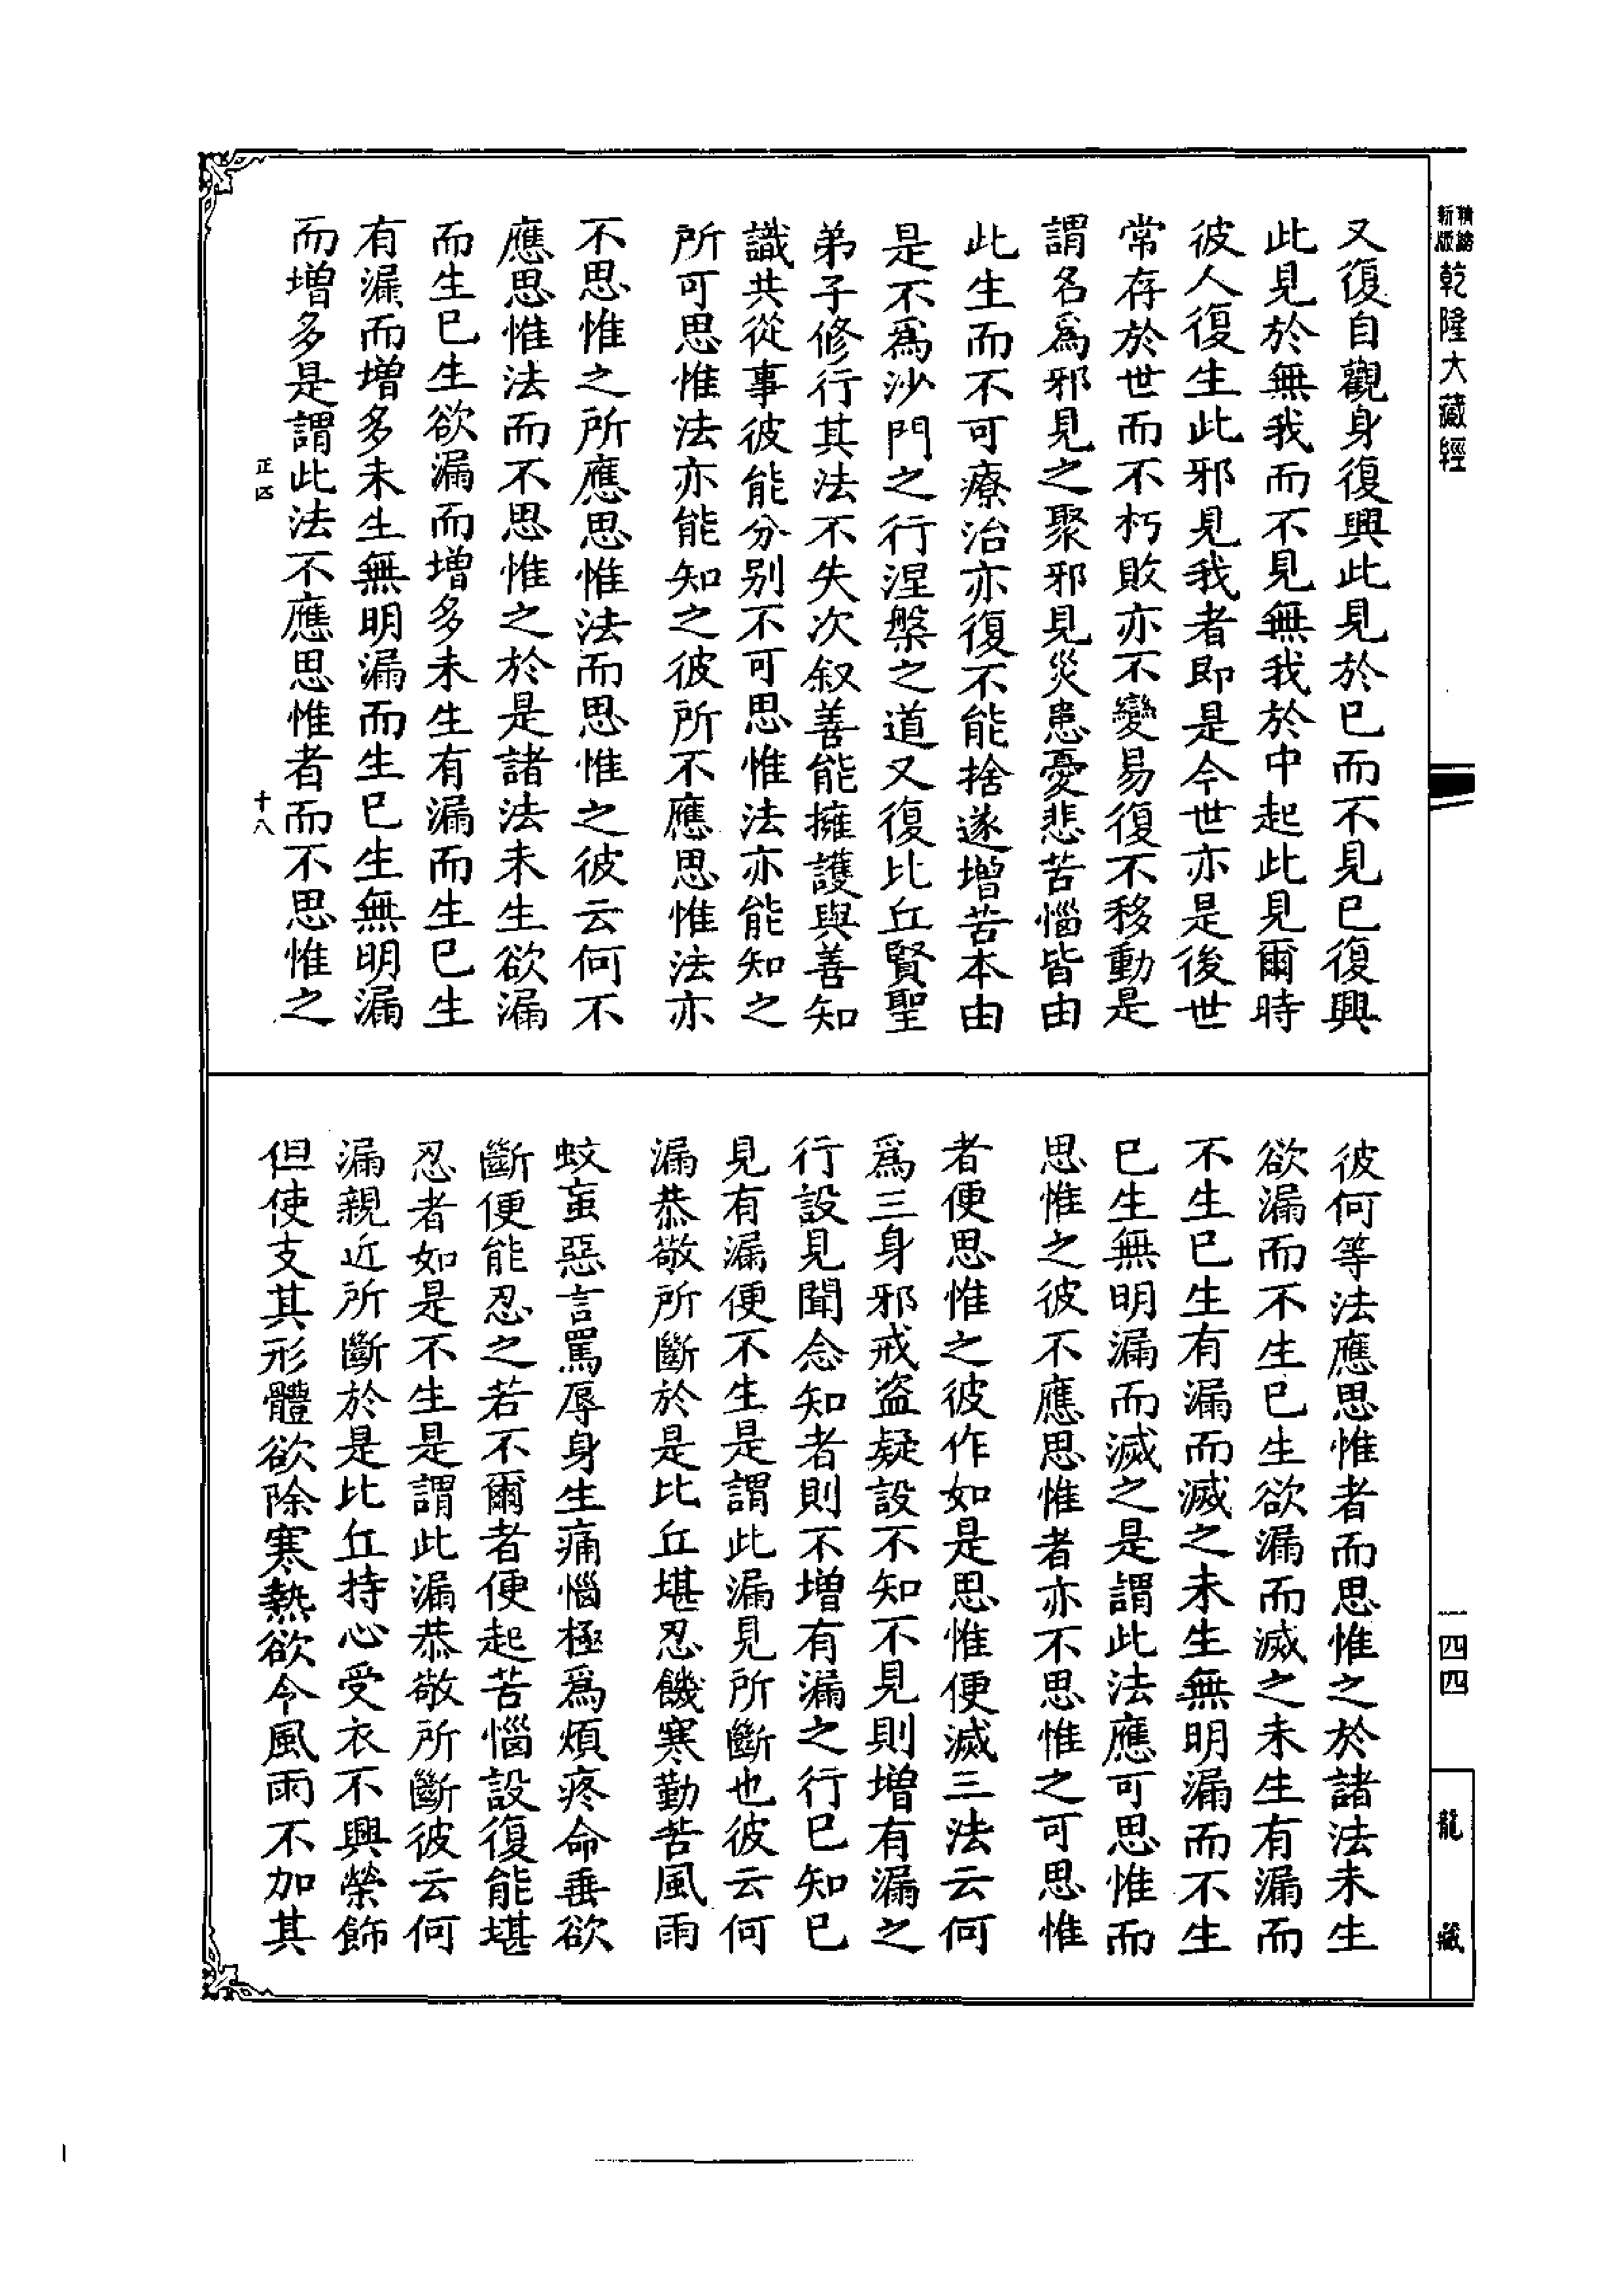 精繕
新版
乾隆大藏經
一四四
龍藏
又復自觀身復興此見於已而不見已復興
此見於無我而不見無我於中起此見爾時
彼人復生此邪見我者即是今世亦是後世
常存於世而不朽敗亦不變易復不移動是
謂名爲邪見之聚邪見災患憂悲苦惱皆由
此生而不可療治亦復不能捨遂增苦本由
是不爲沙門之行涅槃之道又復比丘賢聖
弟子修行其法不失次叙善能擁護與善知
識共從事彼能分別不可思惟法亦能知之
所可思惟法亦能知之彼所不應思惟法亦
不思惟之所應思惟法而思惟之彼云何不
應思惟法而不思惟之於是諸法未生欲漏
而生已生欲漏而增多未生有漏而生已生
有漏而增多未生無明漏而生已生無明漏
而增多是謂此法不應思惟者而不思惟之
正四
十八
彼何等法應思惟者而思惟之於諸法未生
欲漏而不生已生欲漏而滅之未生有漏而
不生已生有漏而滅之未生無明漏而不生
已生無明漏而滅之是謂此法應可思惟而
思惟之彼不應思惟者亦不思惟之可思惟
者便思惟之彼作如是思惟便滅三法云何
爲三身邪戒盜疑設不知不見則增有漏之
行設見聞念知者則不增有漏之行已知已
見有漏便不生是謂此漏見所斷也彼云何
漏恭敬所斷於是比丘堪忍饑寒勤苦風雨
蚊䖟惡言罵辱身生痛惱極爲煩疼命垂欲
斷便能忍之若不爾者便起苦惱設復能堪
忍者如是不生是謂此漏恭敬所斷彼云何
漏親近所斷於是比丘持心受衣不興榮飾
但使支其形體欲除寒熱欲令風雨不加其